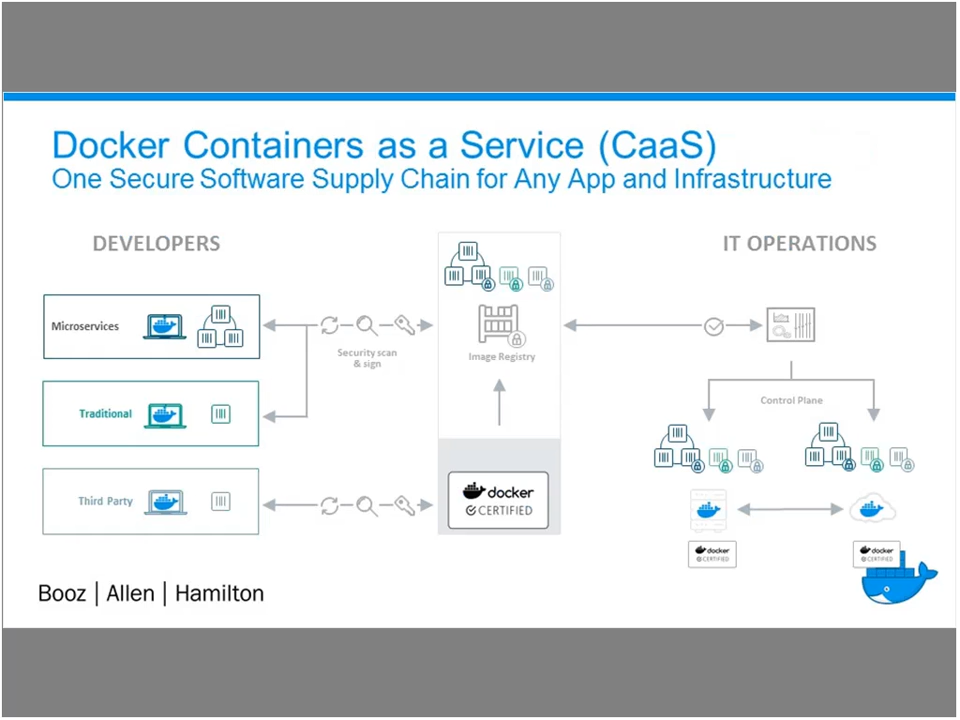 Docker Containers as a Service (CaaS)
One Secure Software Supply Chain for Any App and Infrastructure
DEVELOPERS
IT OPERATIONS
Microservices
Security scan
& sign
Image Registry
Traditional
Control Plane
Third Party
docker
CERTIFIED
docker
CERTIFIED
docker
CERTIFIED
Booz | Allen | Hamilton